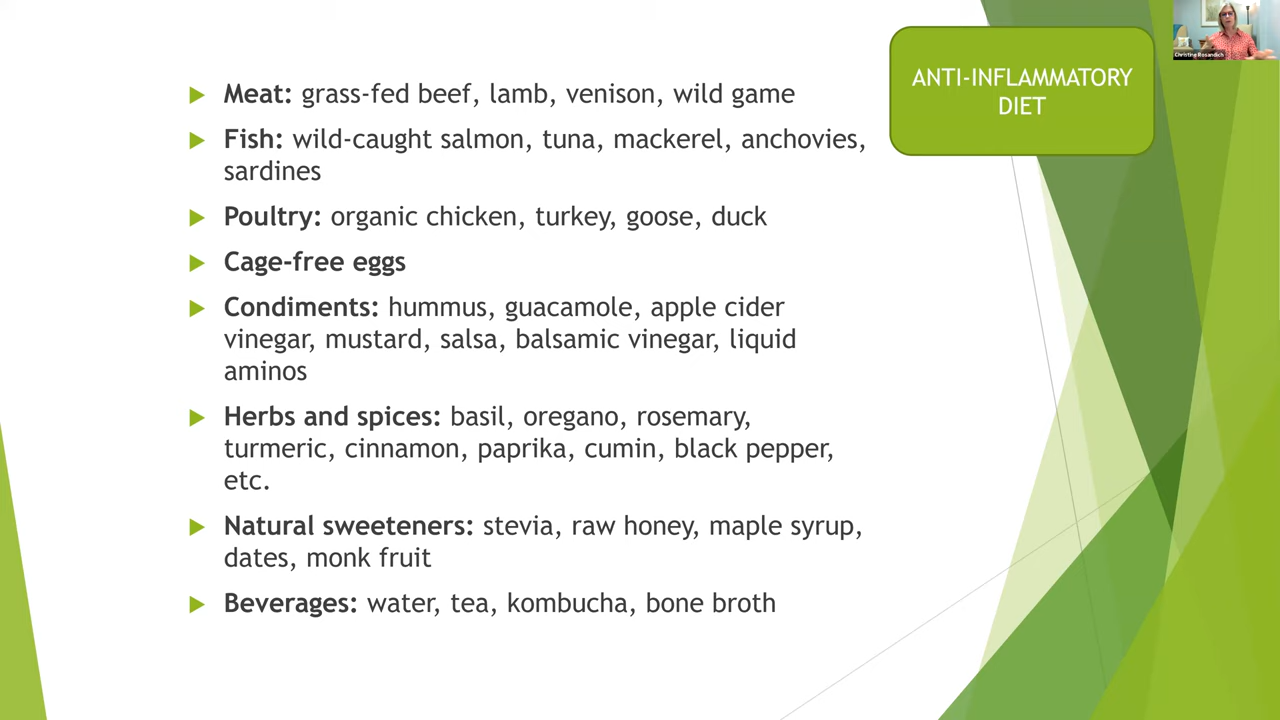 ANTI-INFLAMMATORY
DIET
Christine Rosandich
Meat: grass-fed beef, lamb, venison, wild game
Fish: wild-caught salmon, tuna, mackerel, anchovies,
sardines
Poultry: organic chicken, turkey, goose, duck
Cage-free eggs
Condiments: hummus, guacamole, apple cider
vinegar, mustard, salsa, balsamic vinegar, liquid
aminos
Herbs and spices: basil, oregano, rosemary,
turmeric, cinnamon, paprika, cumin, black pepper,
etc.
Natural sweeteners: stevia, raw honey, maple syrup,
dates, monk fruit
Beverages: water, tea, kombucha, bone broth